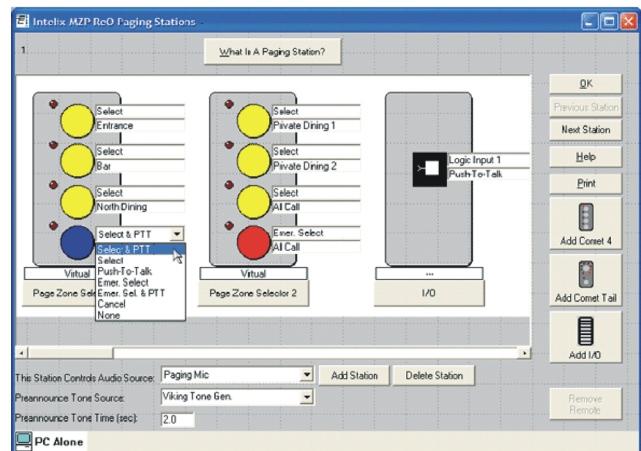 Intelix MZP ReO Paging Stations -
1
What Is A Paging Station?
Select
Entrance
Select
Bar
Select
North Dining
Select & PTT
Select & PTT
Select
Push-To-Talk
Emer. Select
Emer. Sel. & PTT
Cancel
None
Virtual
Page Zone Sele
Select
Private Dining 1
Select
Private Dining 2
Select
All Call
Emer. Select
All Call
Virtual
Page Zone Selector 2
Logic Input 1
Push-To-Talk
...
I/O
OK
Previous Station
Next Station
Help
Print
Add Comet 4
Add Comet Tail
Add I/O
Remove
Remote
This Station Controls Audio Source: Paging Mic
Add Station
Delete Station
Preannounce Tone Source: Viking Tone Gen.
Preannounce Tone Time (sec): 2.0
PC Alone